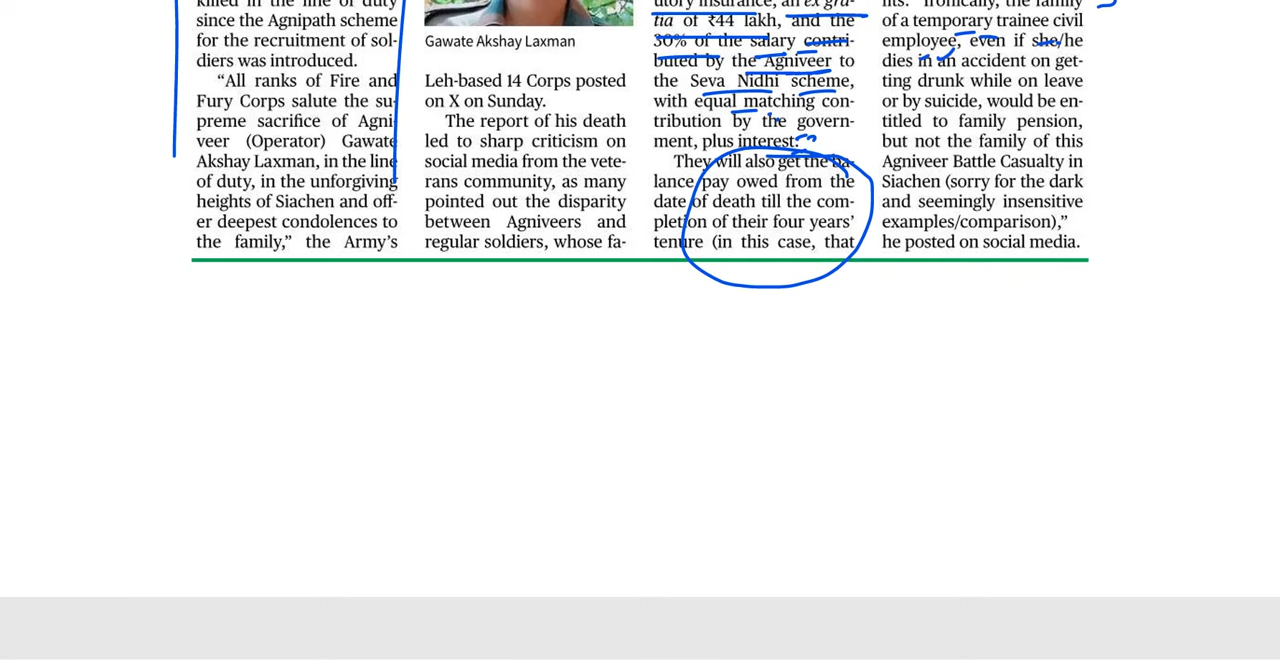 killed in the line of duty
since the Agnipath scheme
for the recruitment of sol-
diers was introduced.
“All ranks of Fire and
Fury Corps salute the su-
preme sacrifice of Agni-
veer (Operator) Gawate
Akshay Laxman, in the line
of duty, in the unforgiving
heights of Siachen and off-
er deepest condolences to
the family,” the Army’s
Gawate Akshay Laxman
Leh-based 14 Corps posted
on X on Sunday.
The report of his death
led to sharp criticism on
social media from the vete-
rans community, as many
pointed out the disparity
between Agniveers and
regular soldiers, whose fa-
utory insurance, an ex gra-
tia of ₹44 lakh, and the
30% of the salary contri-
buted by the Agniveer to
the Seva Nidhi scheme,
with equal matching con-
tribution by the govern-
ment, plus interest.
They will also get the ba-
lance pay owed from the
date of death till the com-
pletion of their four years’
tenure (in this case, that
fits. “Ironically, the family
of a temporary trainee civil
employee, even if she/he
dies in an accident on get-
ting drunk while on leave
or by suicide, would be en-
titled to family pension,
but not the family of this
Agniveer Battle Casualty in
Siachen (sorry for the dark
and seemingly insensitive
examples/comparison),”
he posted on social media.